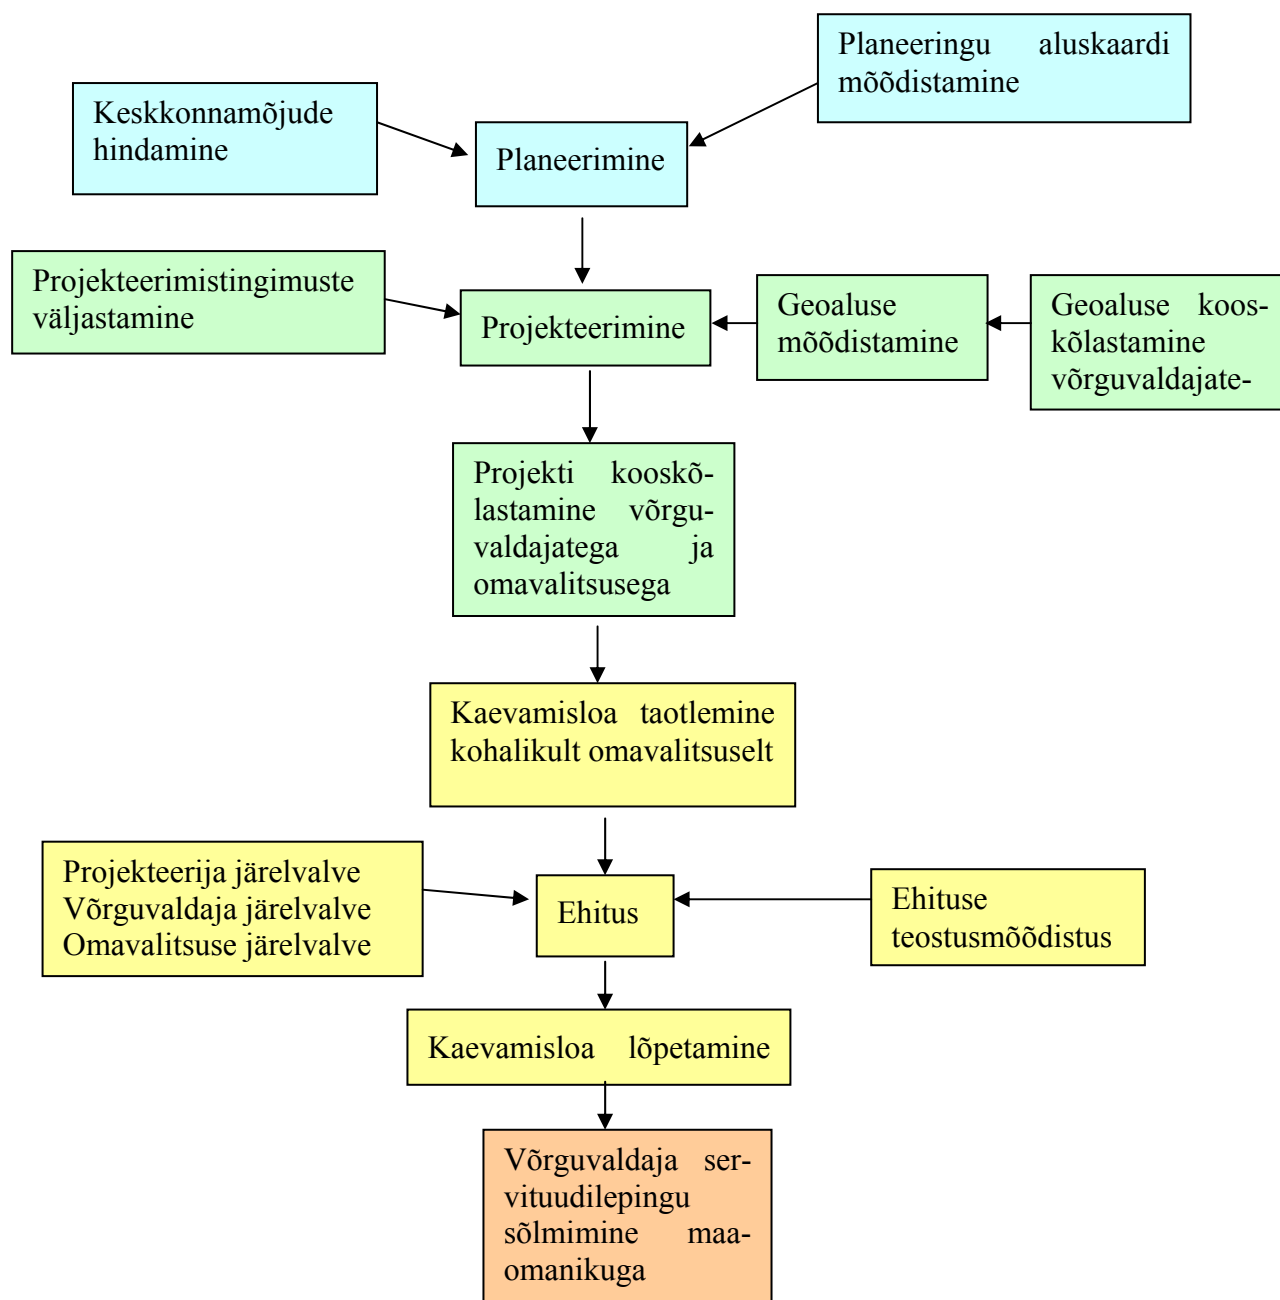 Planeeringu aluskaardi
mõõdistamine
Keskkonnamõjude
hindamine
Planeerimine
Projekteerimistingimuste
väljastamine
Projekteerimine
Geoaluse
mõõdistamine
Geoaluse koos-
kõlastamine
võrguvaldajate-
Projekti kooskõ-
lastamine võrgu-
valdajatega ja
omavalitsusega
Kaevamisloa taotlemine
kohalikult omavalitsuselt
Projekteerija järelvalve
Võrguvaldaja järelvalve
Omavalitsuse järelvalve
Ehitus
Ehituse
teostusmõõdistus
Kaevamisloa lõpetamine
Võrguvaldaja ser-
vituudilepingu
sõlmimine maa-
omanikuga